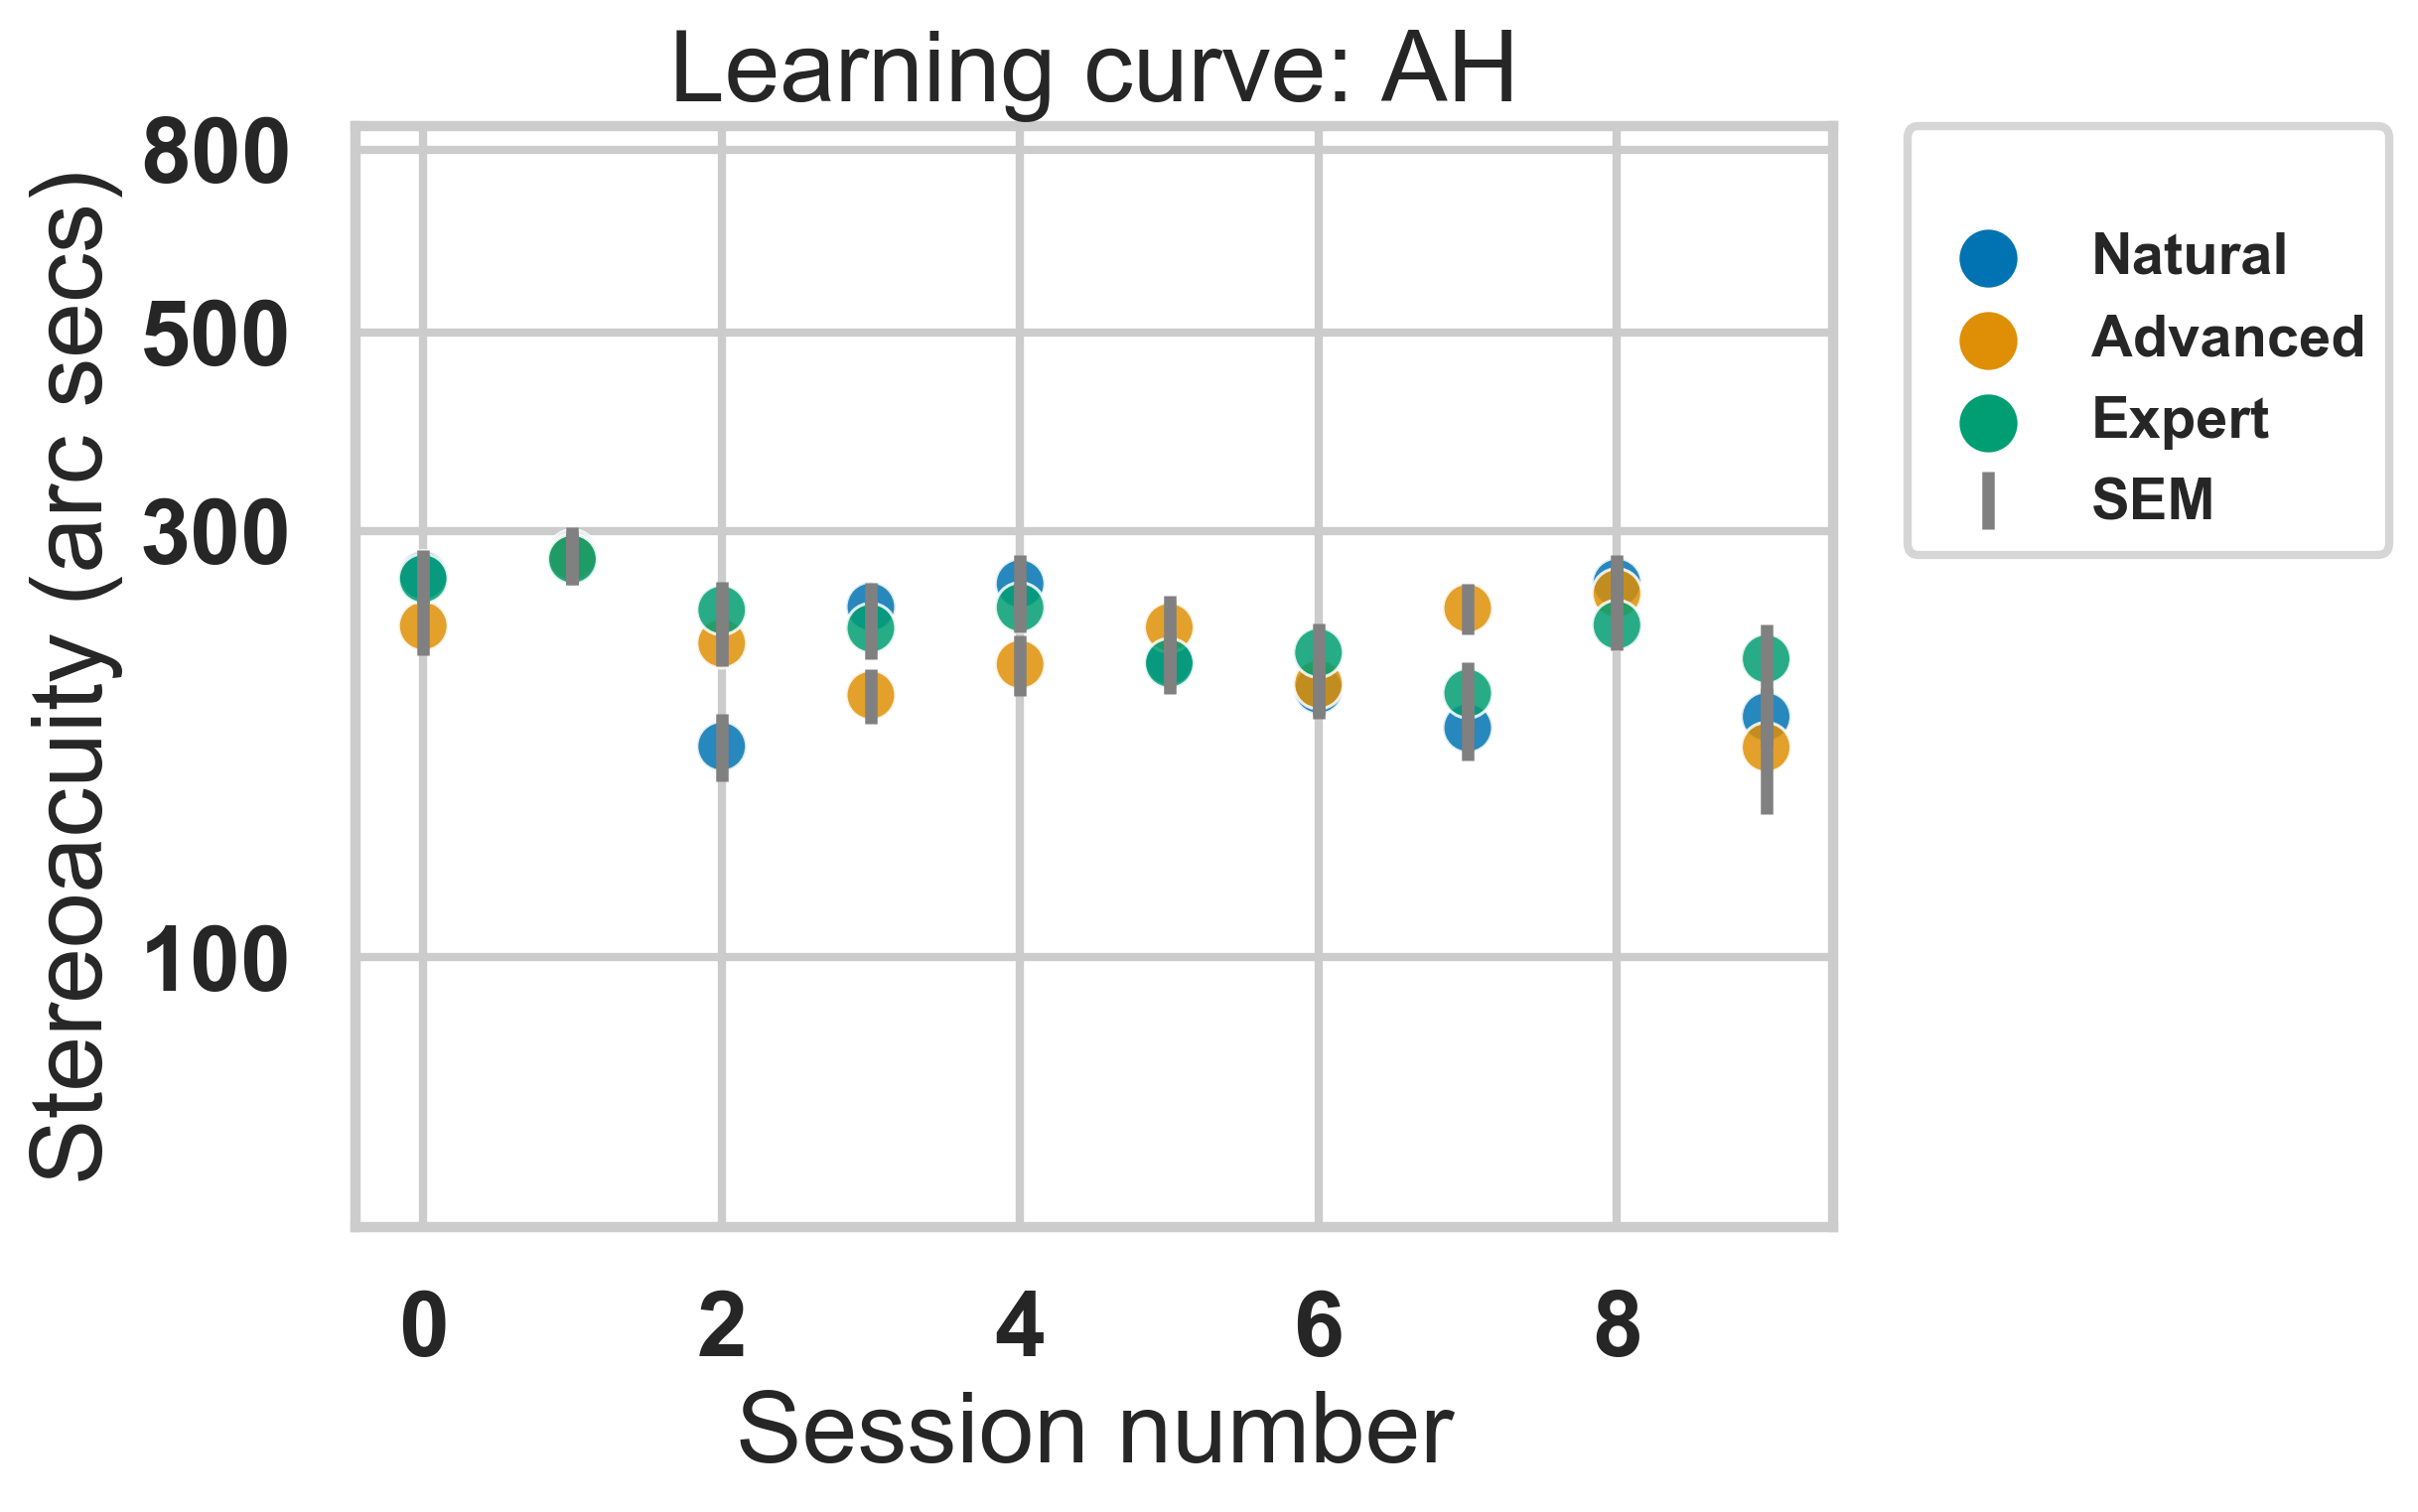 Learning curve: AH
800
500
300
100
Stereoacuity (arc secs)
0 2 4 6 8
Session number
Natural
Advanced
Expert
SEM